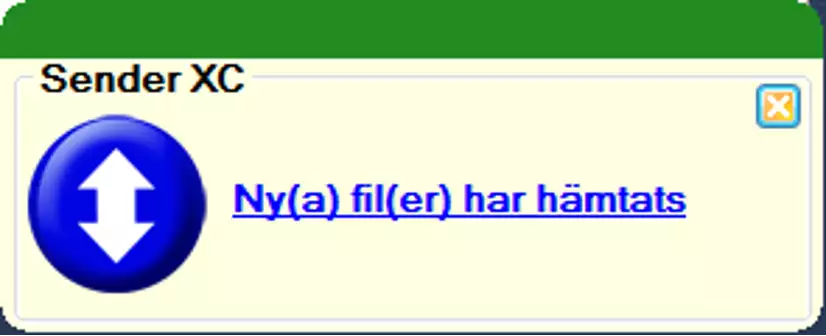 Sender XC
Ny(a) fil(er) har hämtats